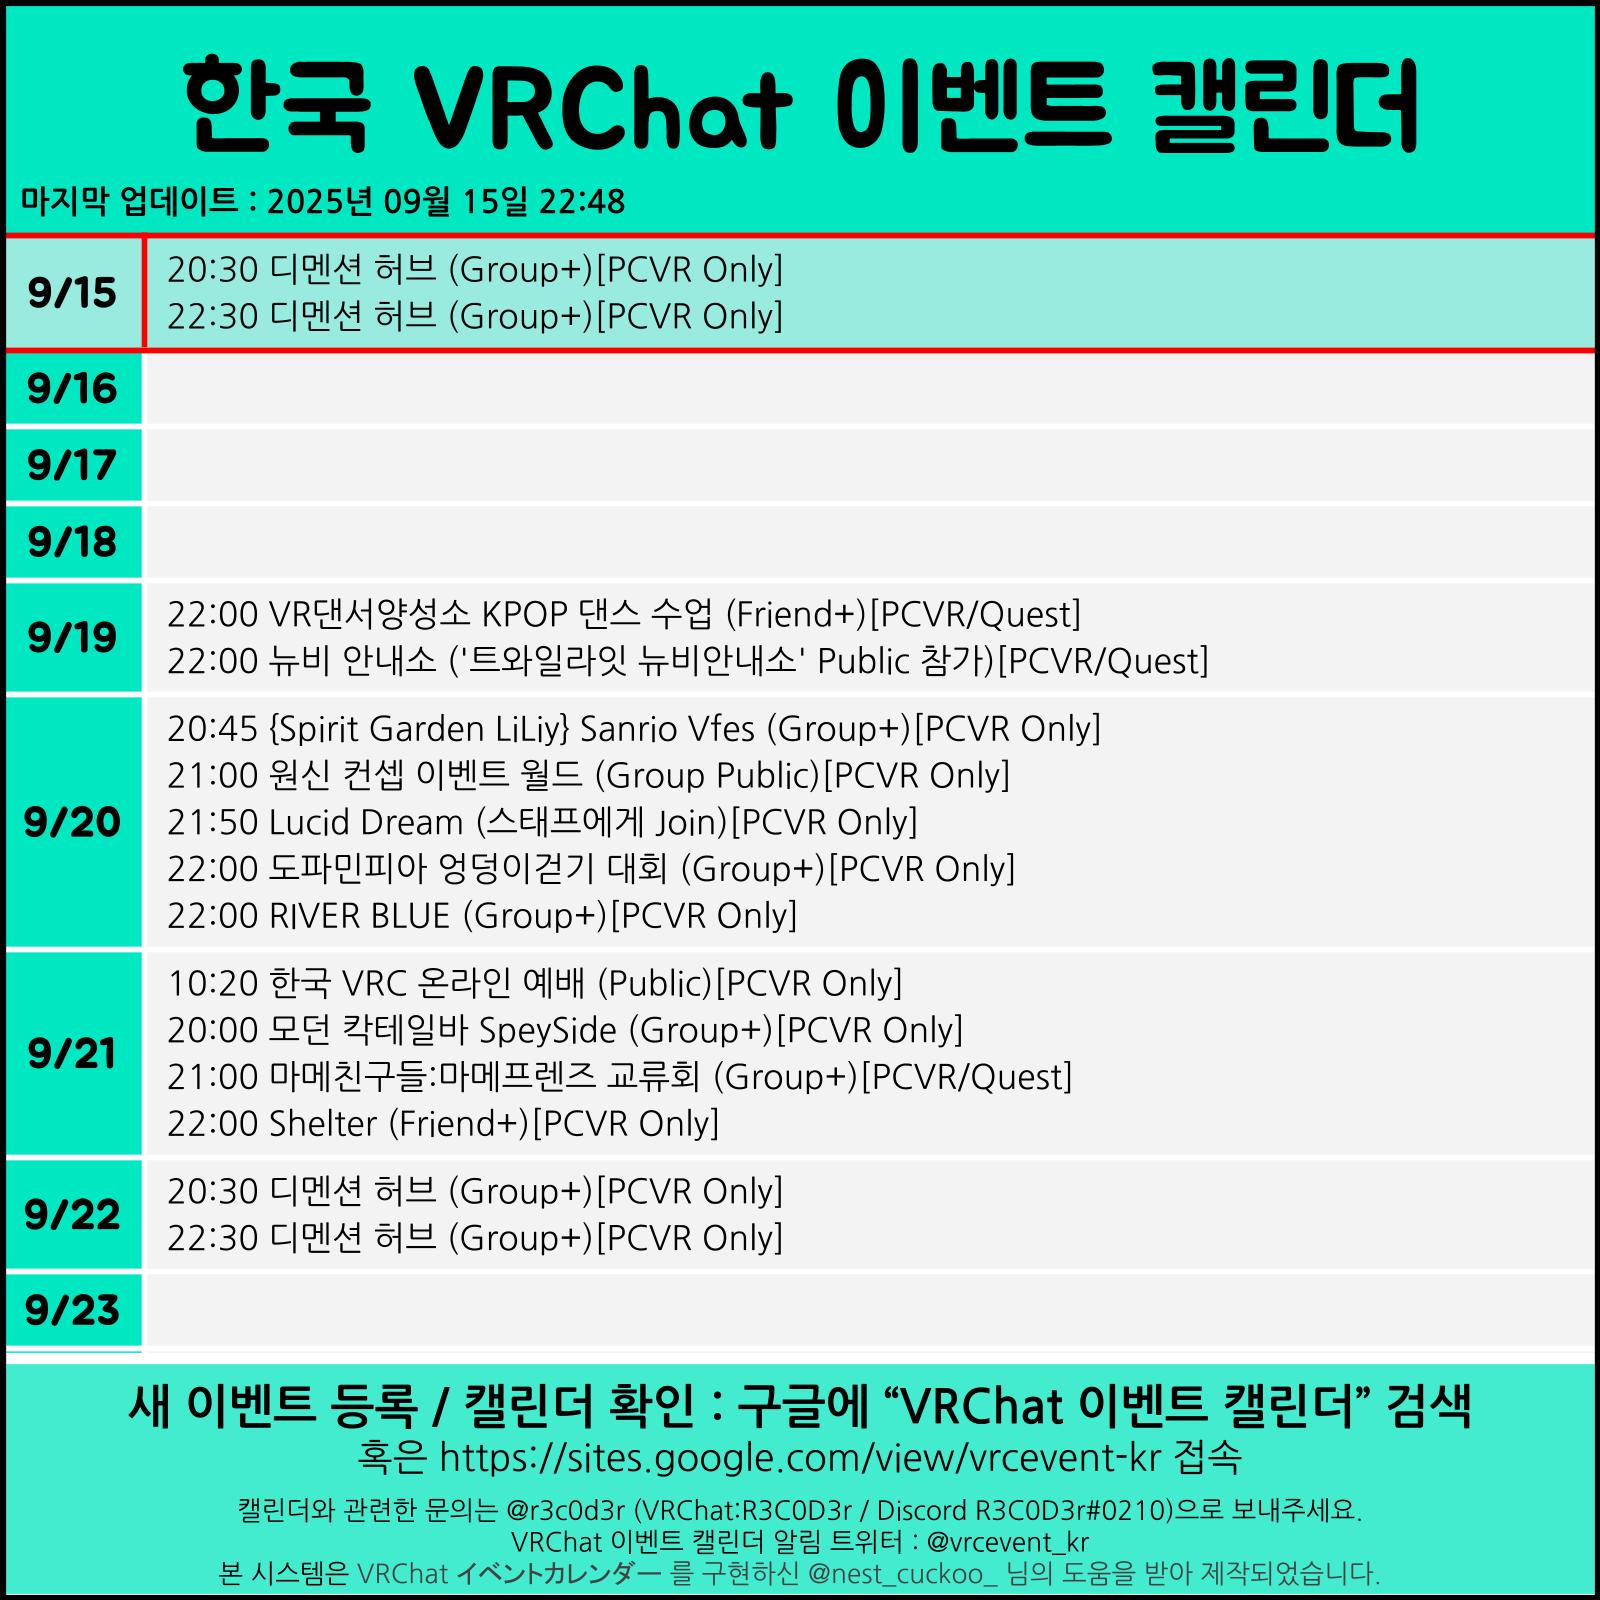 한국 VRChat 이벤트 캘린더
마지막 업데이트 : 2025년 09월 15일 22:48
9/15
20:30 디멘션 허브 (Group+)[PCVR Only]
22:30 디멘션 허브 (Group+)[PCVR Only]
9/16
9/17
9/18
9/19
22:00 VR댄서양성소 KPOP 댄스 수업 (Friend+)[PCVR/Quest]
22:00 뉴비 안내소 ('트와일라잇 뉴비안내소' Public 참가)[PCVR/Quest]
9/20
20:45 {Spirit Garden LiLiy} Sanrio Vfes (Group+)[PCVR Only]
21:00 원신 컨셉 이벤트 월드 (Group Public)[PCVR Only]
21:50 Lucid Dream (스태프에게 Join)[PCVR Only]
22:00 도파민피아 엉덩이걷기 대회 (Group+)[PCVR Only]
22:00 RIVER BLUE (Group+)[PCVR Only]
9/21
10:20 한국 VRC 온라인 예배 (Public)[PCVR Only]
20:00 모던 칵테일바 SpeySide (Group+)[PCVR Only]
21:00 마메친구들:마메프렌즈 교류회 (Group+)[PCVR/Quest]
22:00 Shelter (Friend+)[PCVR Only]
9/22
20:30 디멘션 허브 (Group+)[PCVR Only]
22:30 디멘션 허브 (Group+)[PCVR Only]
9/23
새 이벤트 등록 / 캘린더 확인 : 구글에 “VRChat 이벤트 캘린더” 검색
혹은 https://sites.google.com/view/vrcevent-kr 접속
캘린더와 관련한 문의는 @r3c0d3r (VRChat:R3C0D3r / Discord R3C0D3r#0210)으로 보내주세요.
VRChat 이벤트 캘린더 알림 트위터 : @vrcevent_kr
본 시스템은 VRChat イベントカレンダー 를 구현하신 @nest_cuckoo_ 님의 도움을 받아 제작되었습니다.